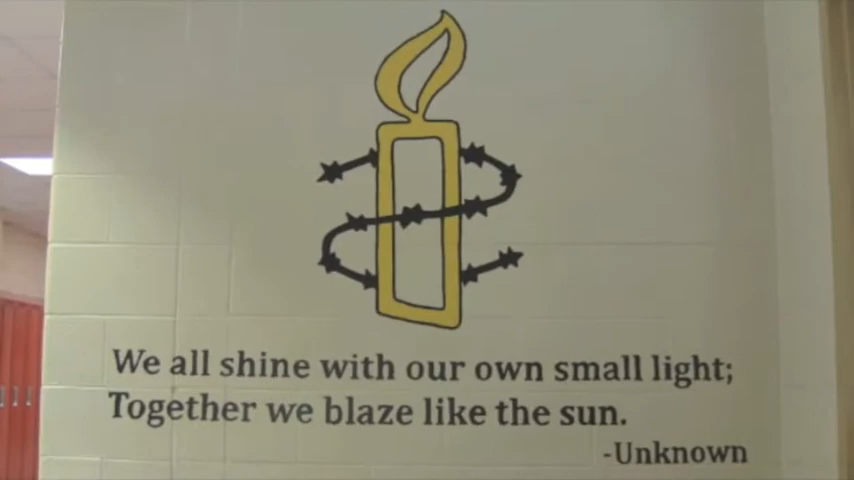 We all shine with our own small light;
Together we blaze like the sun.
-Unknown